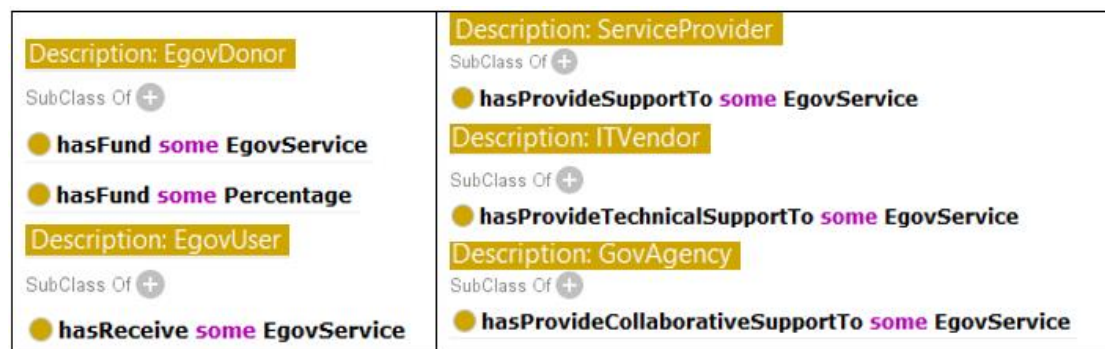 Description: EgovDonor
SubClass Of
hasFund some EgovService
hasFund some Percentage
Description: EgovUser
SubClass Of
hasReceive some EgovService
Description: ServiceProvider
SubClass Of
hasProvideSupportTo some EgovService
Description: ITVendor
SubClass Of
hasProvideTechnicalSupportTo some EgovService
Description: GovAgency
SubClass Of
hasProvideCollaborativeSupportTo some EgovService